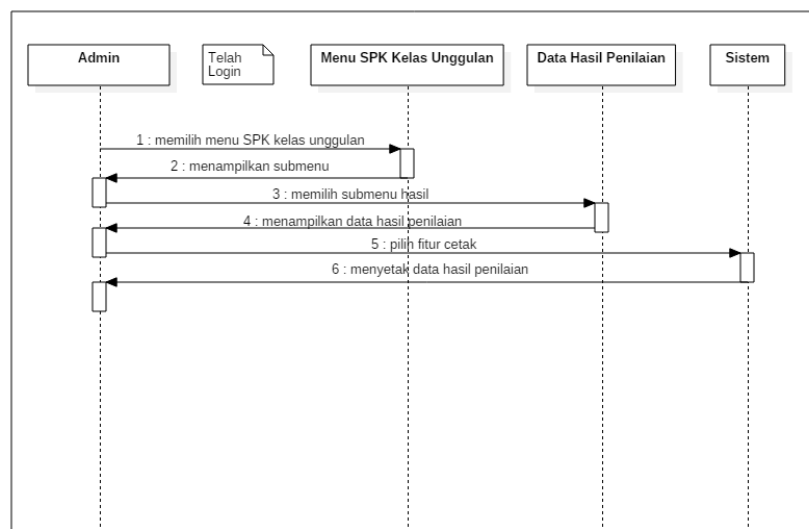 Admin
Telah
Login
Menu SPK Kelas Unggulan
Data Hasil Penilaian
Sistem
1 : memilih menu SPK kelas unggulan
2 : menampilkan submenu
3 : memilih submenu hasil
4 : menampilkan data hasil penilaian
5 : pilih fitur cetak
6 : menyetak data hasil penilaian